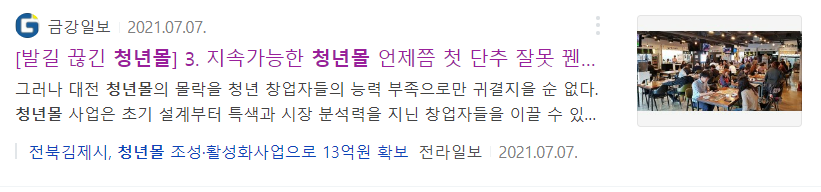 금강일보 2021.07.07.
[발길 끊긴 청년몰] 3. 지속가능한 청년몰 언제쯤 첫 단추 잘못 꿴...
그러나 대전 청년몰의 몰락을 청년 창업자들의 능력 부족으로만 귀결지을 순 없다.
청년몰 사업은 초기 설계부터 특색과 시장 분석력을 지닌 창업자들을 이끌 수 있...
전북김제시, 청년몰 조성·활성화사업으로 13억원 확보 전라일보 2021.07.07.